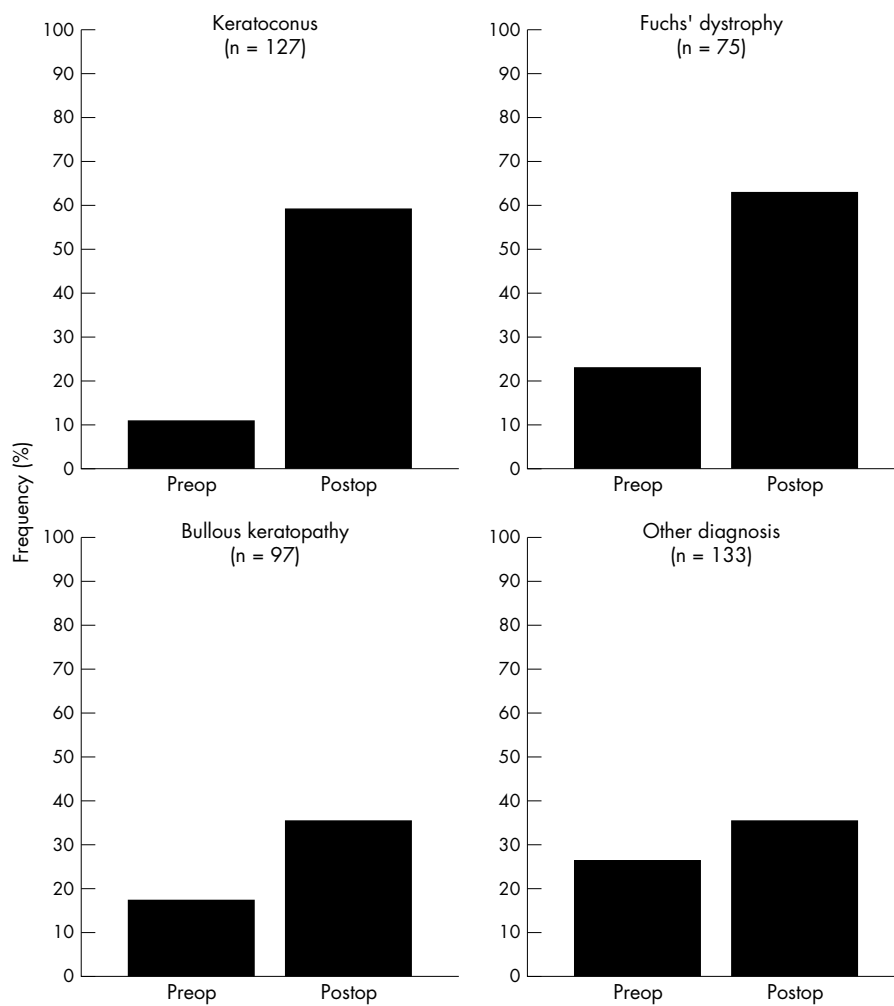 Keratoconus
(n = 127)
100
90
80
70
60
50
40
30
20
10
0
Preop
Postop
Fuchs' dystrophy
(n = 75)
100
90
80
70
60
50
40
30
20
10
0
Preop
Postop
Frequency (%)
Bullous keratopathy
(n = 97)
100
90
80
70
60
50
40
30
20
10
0
Preop
Postop
Other diagnosis
(n = 133)
100
90
80
70
60
50
40
30
20
10
0
Preop
Postop